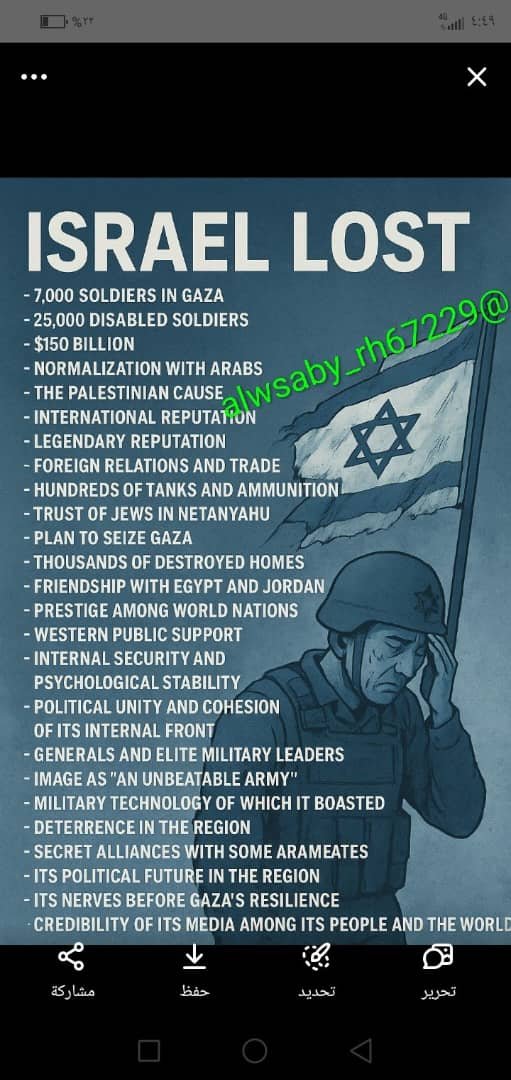 %٢٢
4G
٤:٤٩
ISRAEL LOST
- 7,000 SOLDIERS IN GAZA
- 25,000 DISABLED SOLDIERS
- $150 BILLION
- NORMALIZATION WITH ARABS
- THE PALESTINIAN CAUSE
- INTERNATIONAL REPUTATION
- LEGENDARY REPUTATION
- FOREIGN RELATIONS AND TRADE
- HUNDREDS OF TANKS AND AMMUNITION
- TRUST OF JEWS IN NETANYAHU
- PLAN TO SEIZE GAZA
- THOUSANDS OF DESTROYED HOMES
- FRIENDSHIP WITH EGYPT AND JORDAN
- PRESTIGE AMONG WORLD NATIONS
- WESTERN PUBLIC SUPPORT
- INTERNAL SECURITY AND
PSYCHOLOGICAL STABILITY
- POLITICAL UNITY AND COHESION
OF ITS INTERNAL FRONT
- GENERALS AND ELITE MILITARY LEADERS
- IMAGE AS "AN UNBEATABLE ARMY"
- MILITARY TECHNOLOGY OF WHICH IT BOASTED
- DETERRENCE IN THE REGION
- SECRET ALLIANCES WITH SOME ARAMEATES
- ITS POLITICAL FUTURE IN THE REGION
- ITS NERVES BEFORE GAZA'S RESILIENCE
- CREDIBILITY OF ITS MEDIA AMONG ITS PEOPLE AND THE WORLD
alwsaby_rh67229@
مشاركة
حفظ
تحديد
تحرير